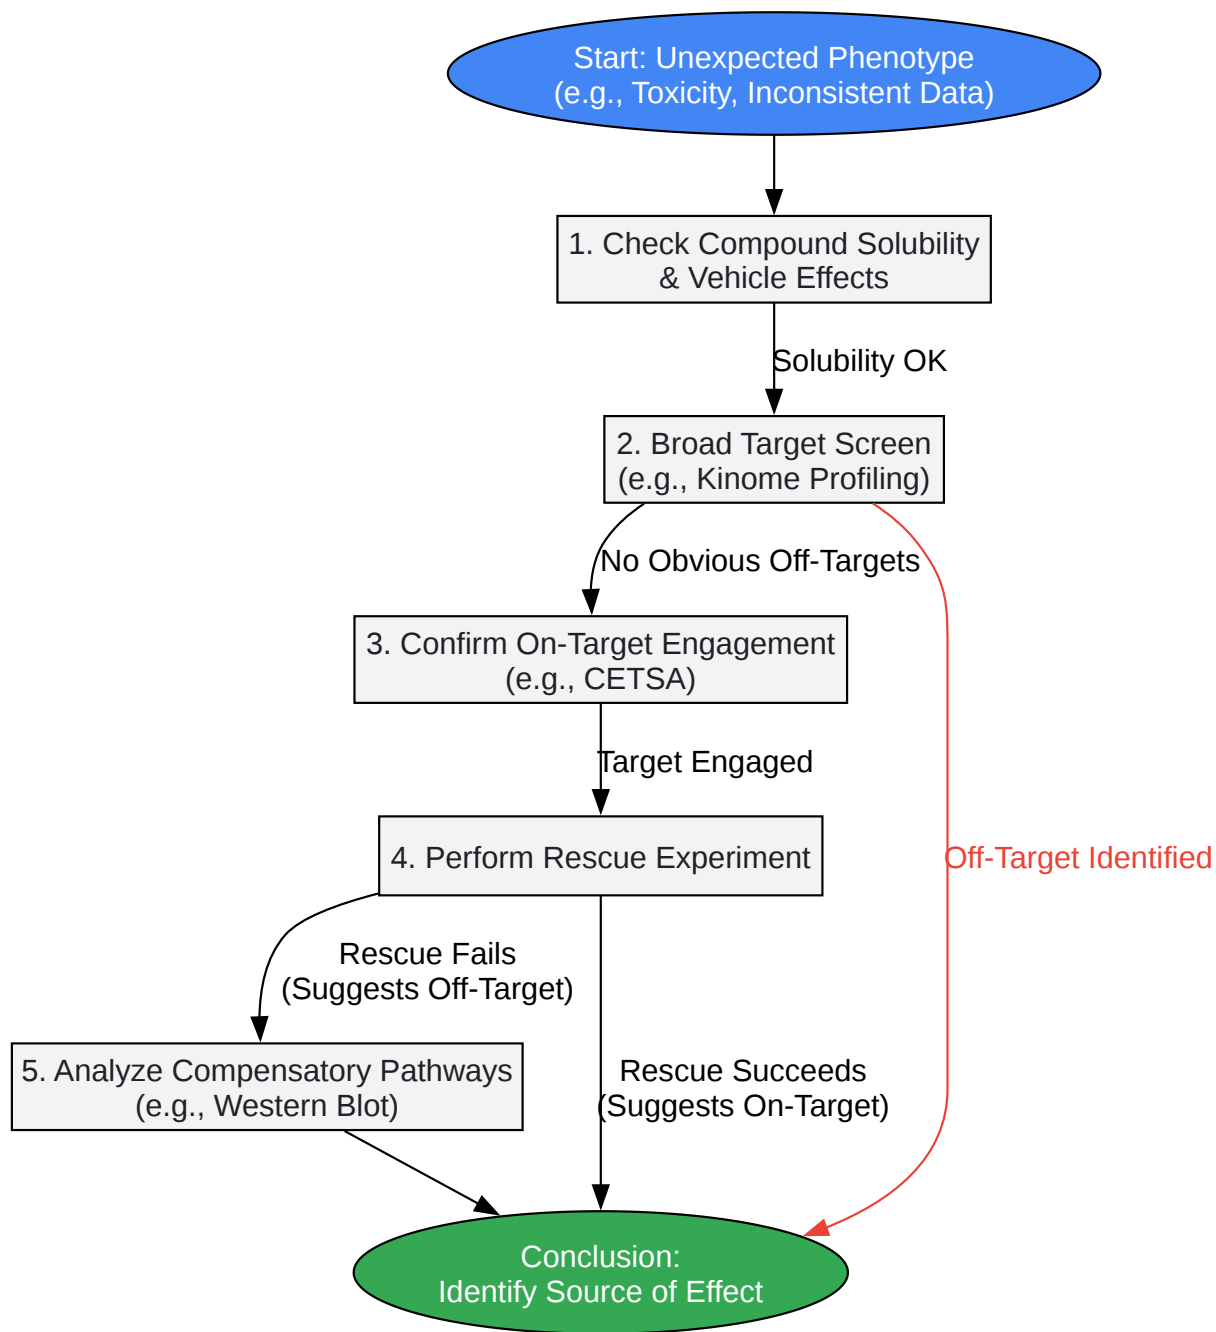 Start: Unexpected Phenotype
(e.g., Toxicity, Inconsistent Data)
1. Check Compound Solubility
& Vehicle Effects
Solubility OK
2. Broad Target Screen
(e.g., Kinome Profiling)
No Obvious Off-Targets
3. Confirm On-Target Engagement
(e.g., CETSA)
Target Engaged
4. Perform Rescue Experiment
Off-Target Identified
Rescue Fails
(Suggests Off-Target)
5. Analyze Compensatory Pathways
(e.g., Western Blot)
Rescue Succeeds
(Suggests On-Target)
Conclusion:
Identify Source of Effect